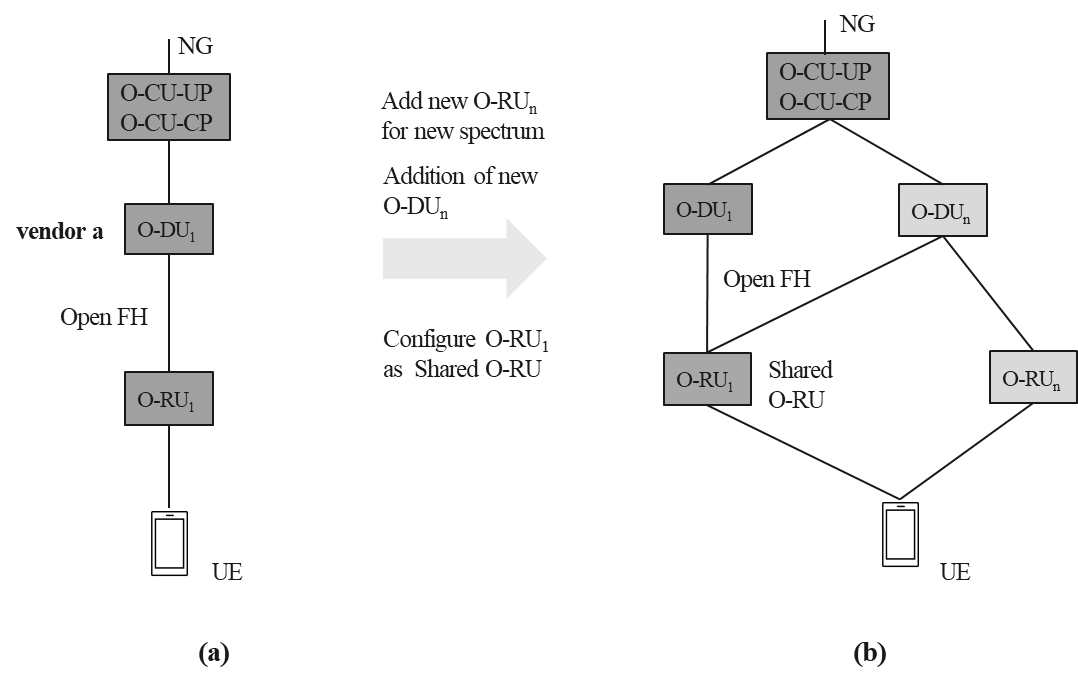 NG
O-CU-UP
O-CU-CP
vendor a
O-DU1
Open FH
O-RU1
UE
(a)
Add new O-RUn
for new spectrum
Addition of new
O-DUn
Configure O-RU1
as Shared O-RU
NG
O-CU-UP
O-CU-CP
O-DU1
O-DUn
Open FH
O-RU1
Shared
O-RU
O-RUn
UE
(b)